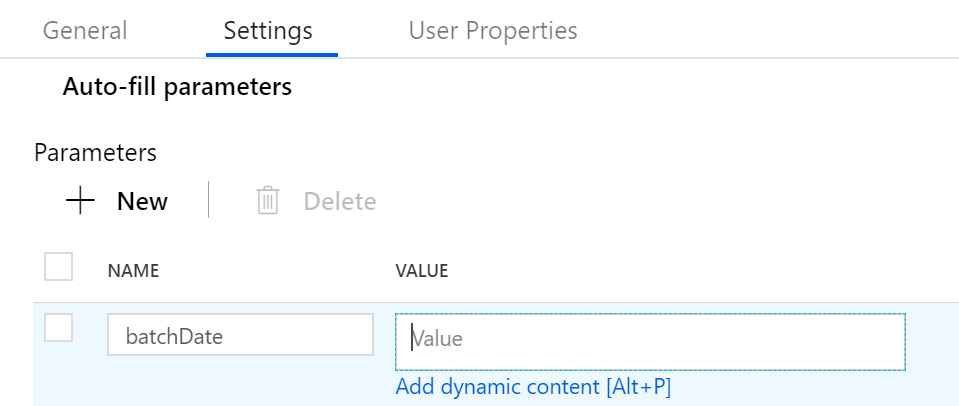 General Settings User Properties
Auto-fill parameters
Parameters
New Delete
NAME VALUE
batchDate Value
Add dynamic content [Alt+P]